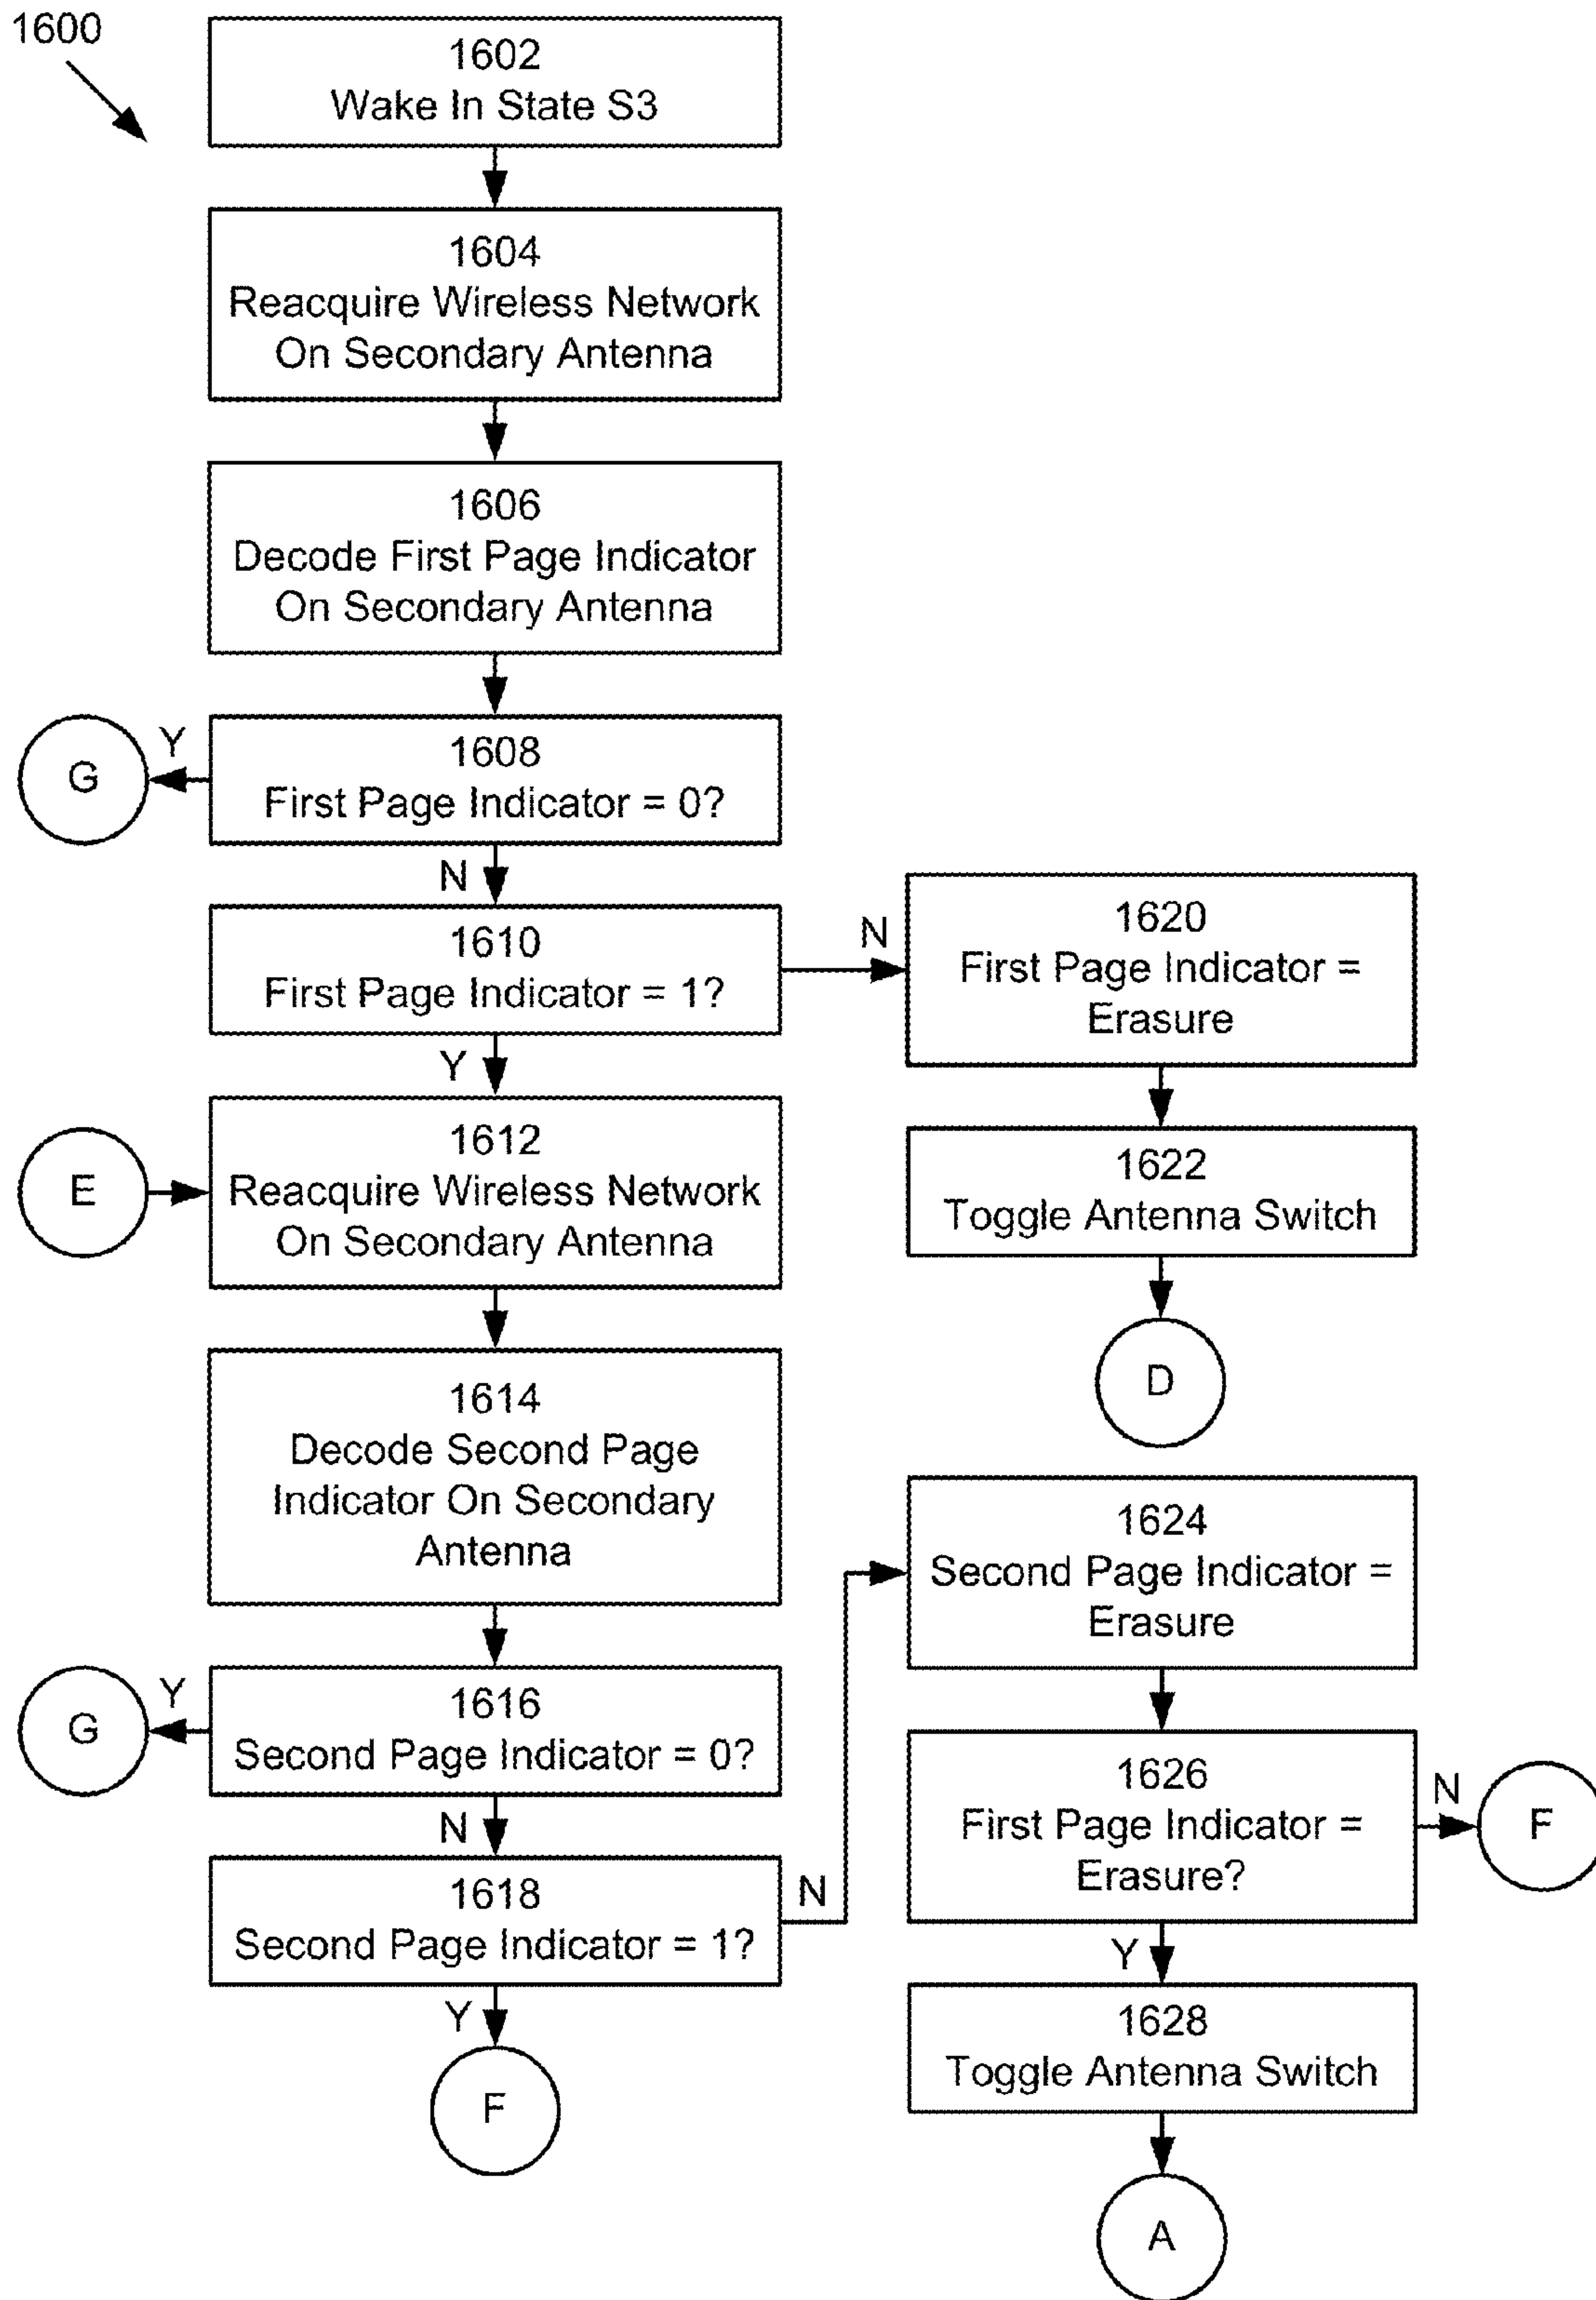 1600
1602
Wake In State S3
1604
Reacquire Wireless Network
On Secondary Antenna
1606
Decode First Page Indicator
On Secondary Antenna
G
Y
1608
First Page Indicator = 0?
N
1610
First Page Indicator = 1?
N
1620
First Page Indicator =
Erasure
Y
E
1612
Reacquire Wireless Network
On Secondary Antenna
1622
Toggle Antenna Switch
D
1614
Decode Second Page
Indicator On Secondary
Antenna
1624
Second Page Indicator =
Erasure
G
Y
1616
Second Page Indicator = 0?
N
1626
First Page Indicator =
Erasure?
N
F
1618
Second Page Indicator = 1?
N
Y
F
Y
1628
Toggle Antenna Switch
A